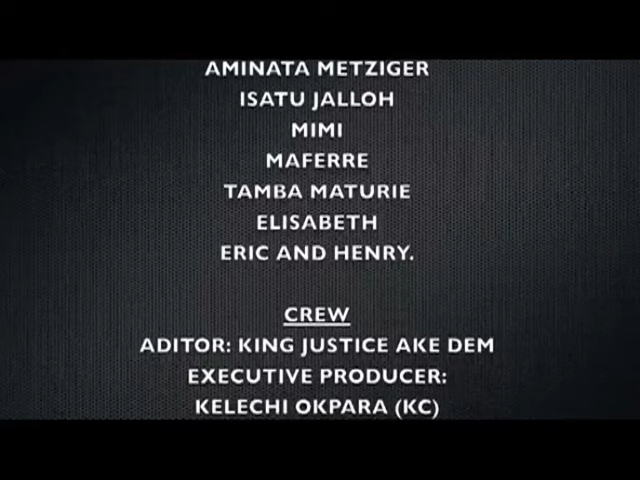 AMINATA METZIGER
ISATU JALLOH
MIMI
MAFERRE
TAMBA MATURIE
ELISABETH
ERIC AND HENRY.
CREW
ADITOR: KING JUSTICE AKE DEM
EXECUTIVE PRODUCER:
KELECHI OKPARA (KC)